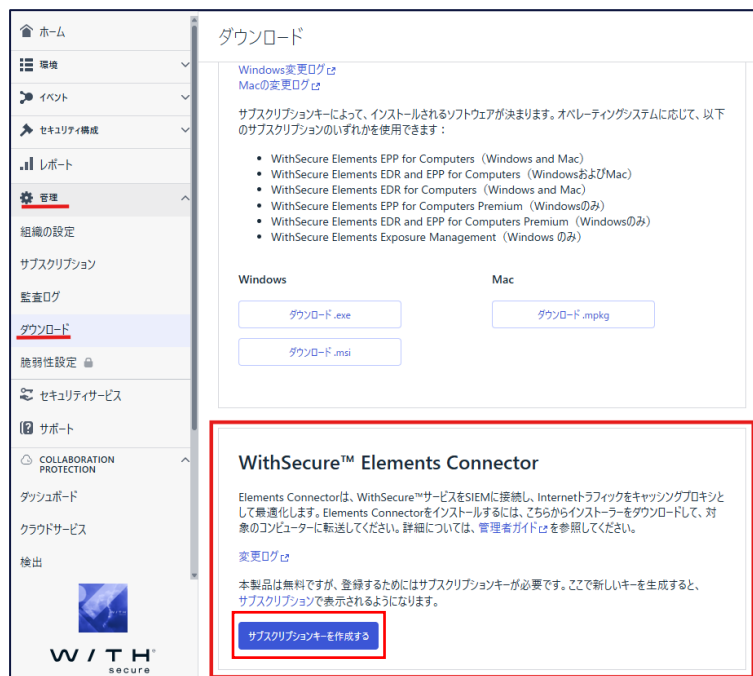 ホーム
環境
イベント
セキュリティ構成
レポート
管理
組織の設定
サブスクリプション
監査ログ
ダウンロード
脆弱性設定
セキュリティサービス
サポート
COLLABORATION
PROTECTION
ダッシュボード
クラウドサービス
検出
W / T H
secure
ダウンロード
Windows変更ログ
Macの変更ログ
サブスクリプションキーによって、インストールされるソフトウェアが決まります。オペレーティングシステムに応じて、以下
のサブスクリプションのいずれかを使用できます：
• WithSecure Elements EPP for Computers（Windows and Mac）
• WithSecure Elements EDR and EPP for Computers（WindowsおよびMac）
• WithSecure Elements EDR for Computers（Windows and Mac）
• WithSecure Elements EPP for Computers Premium（Windowsのみ）
• WithSecure Elements EDR and EPP for Computers Premium（Windowsのみ）
• WithSecure Elements Exposure Management（Windows のみ）
Windows
Mac
ダウンロード .exe
ダウンロード .mpkg
ダウンロード .msi
WithSecure™ Elements Connector
Elements Connectorは、WithSecure™サービスをSIEMに接続し、Internetトラフィックをキャッシングプロキシと
して最適化します。Elements Connectorをインストールするには、こちらからインストーラーをダウンロードして、対
象のコンピューターに転送してください。詳細については、管理者ガイドを参照してください。
変更ログ
本製品は無料ですが、登録するためにはサブスクリプションキーが必要です。ここで新しいキーを生成すると、
サブスクリプションで表示されるようになります。
サブスクリプションキーを作成する